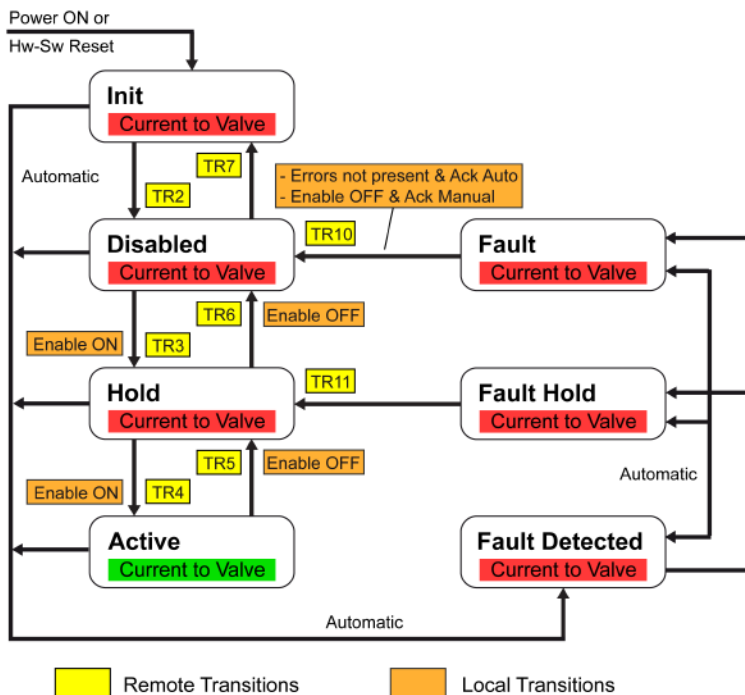 Power ON or
Hw-Sw Reset
Init
Current to Valve
Automatic
TR2
TR7
- Errors not present & Ack Auto
- Enable OFF & Ack Manual
TR10
Disabled
Current to Valve
Fault
Current to Valve
Enable ON
TR3
TR6
Enable OFF
TR11
Hold
Current to Valve
Fault Hold
Current to Valve
Enable ON
TR4
TR5
Enable OFF
Automatic
Active
Current to Valve
Fault Detected
Current to Valve
Automatic
Remote Transitions
Local Transitions